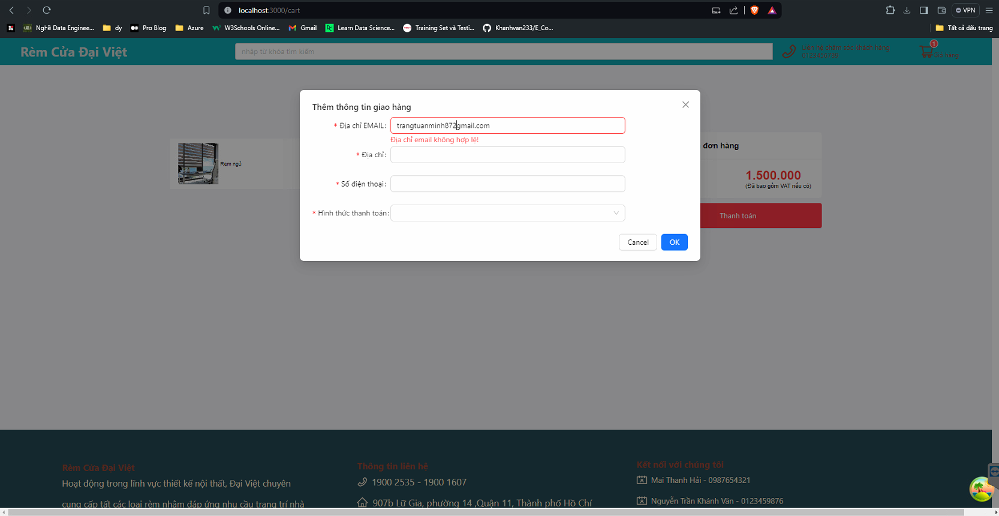 localhost:3000/cart
VPN
Nghề Data Enginee...
dy
Pro Blog
Azure
W3Schools Online...
Gmail
Learn Data Science...
Training Set và Testi...
Khanhvan233/E_Co...
Tất cả dấu trang
Rèm Cửa Đại Việt
nhập từ khóa tìm kiếm
Liên hệ chăm sóc khách hàng
0123456789
1
Giỏ hàng
Thêm thông tin giao hàng
* Địa chỉ EMAIL:
trangtuanminh872gmail.com
Địa chỉ email không hợp lệ!
* Địa chỉ:
* Số điện thoại:
* Hình thức thanh toán:
Cancel
OK
Rem ngủ
đơn hàng
1.500.000
(Đã bao gồm VAT nếu có)
Thanh toán
Rèm Cửa Đại Việt
Hoạt động trong lĩnh vực thiết kế nội thất, Đại Việt chuyên
cung cấp tất các loại rèm nhằm đáp ứng nhu cầu trang trí nhà
Thông tin liên hệ
1900 2535 - 1900 1607
907b Lữ Gia, phường 14 ,Quận 11, Thành phố Hồ Chí
Kết nối với chúng tôi
Mai Thanh Hải - 0987654321
Nguyễn Trần Khánh Vân - 0123459876